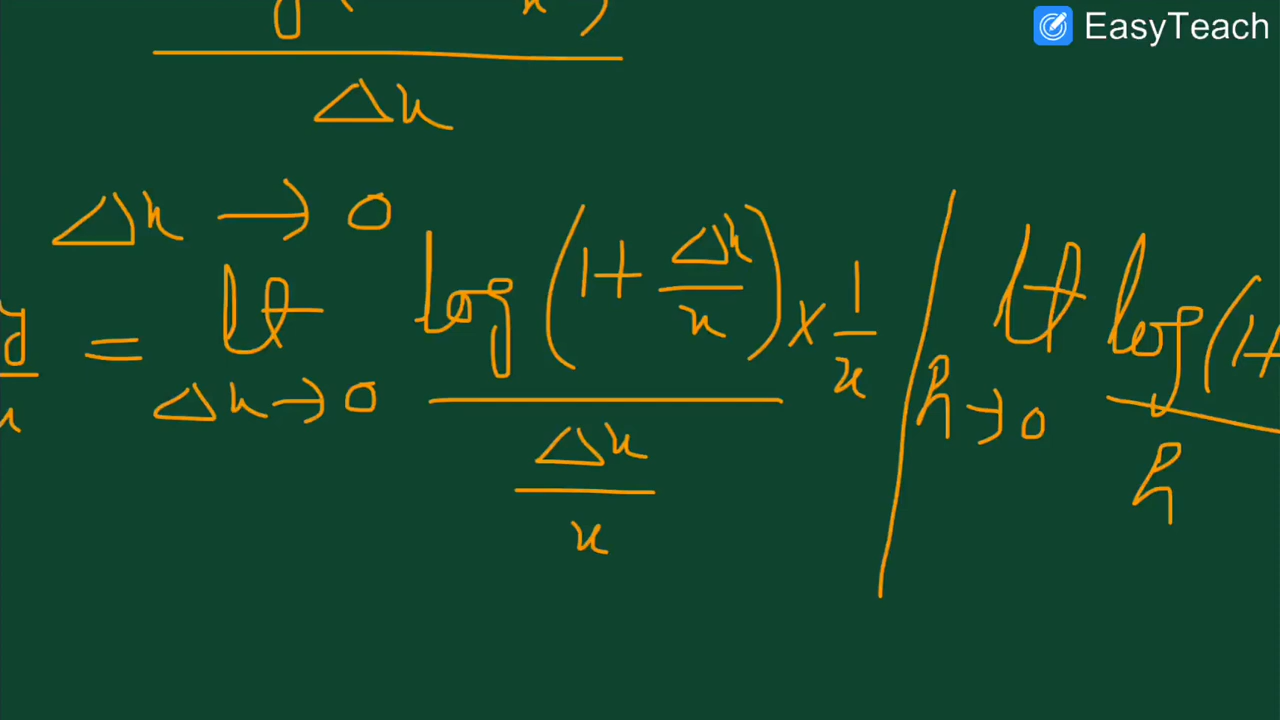 EasyTeach
Δx
Δx → 0
= lt Δx→0 log(1 + Δx/x) / (Δx/x) × 1/x
lt h→0 log(1+ / h